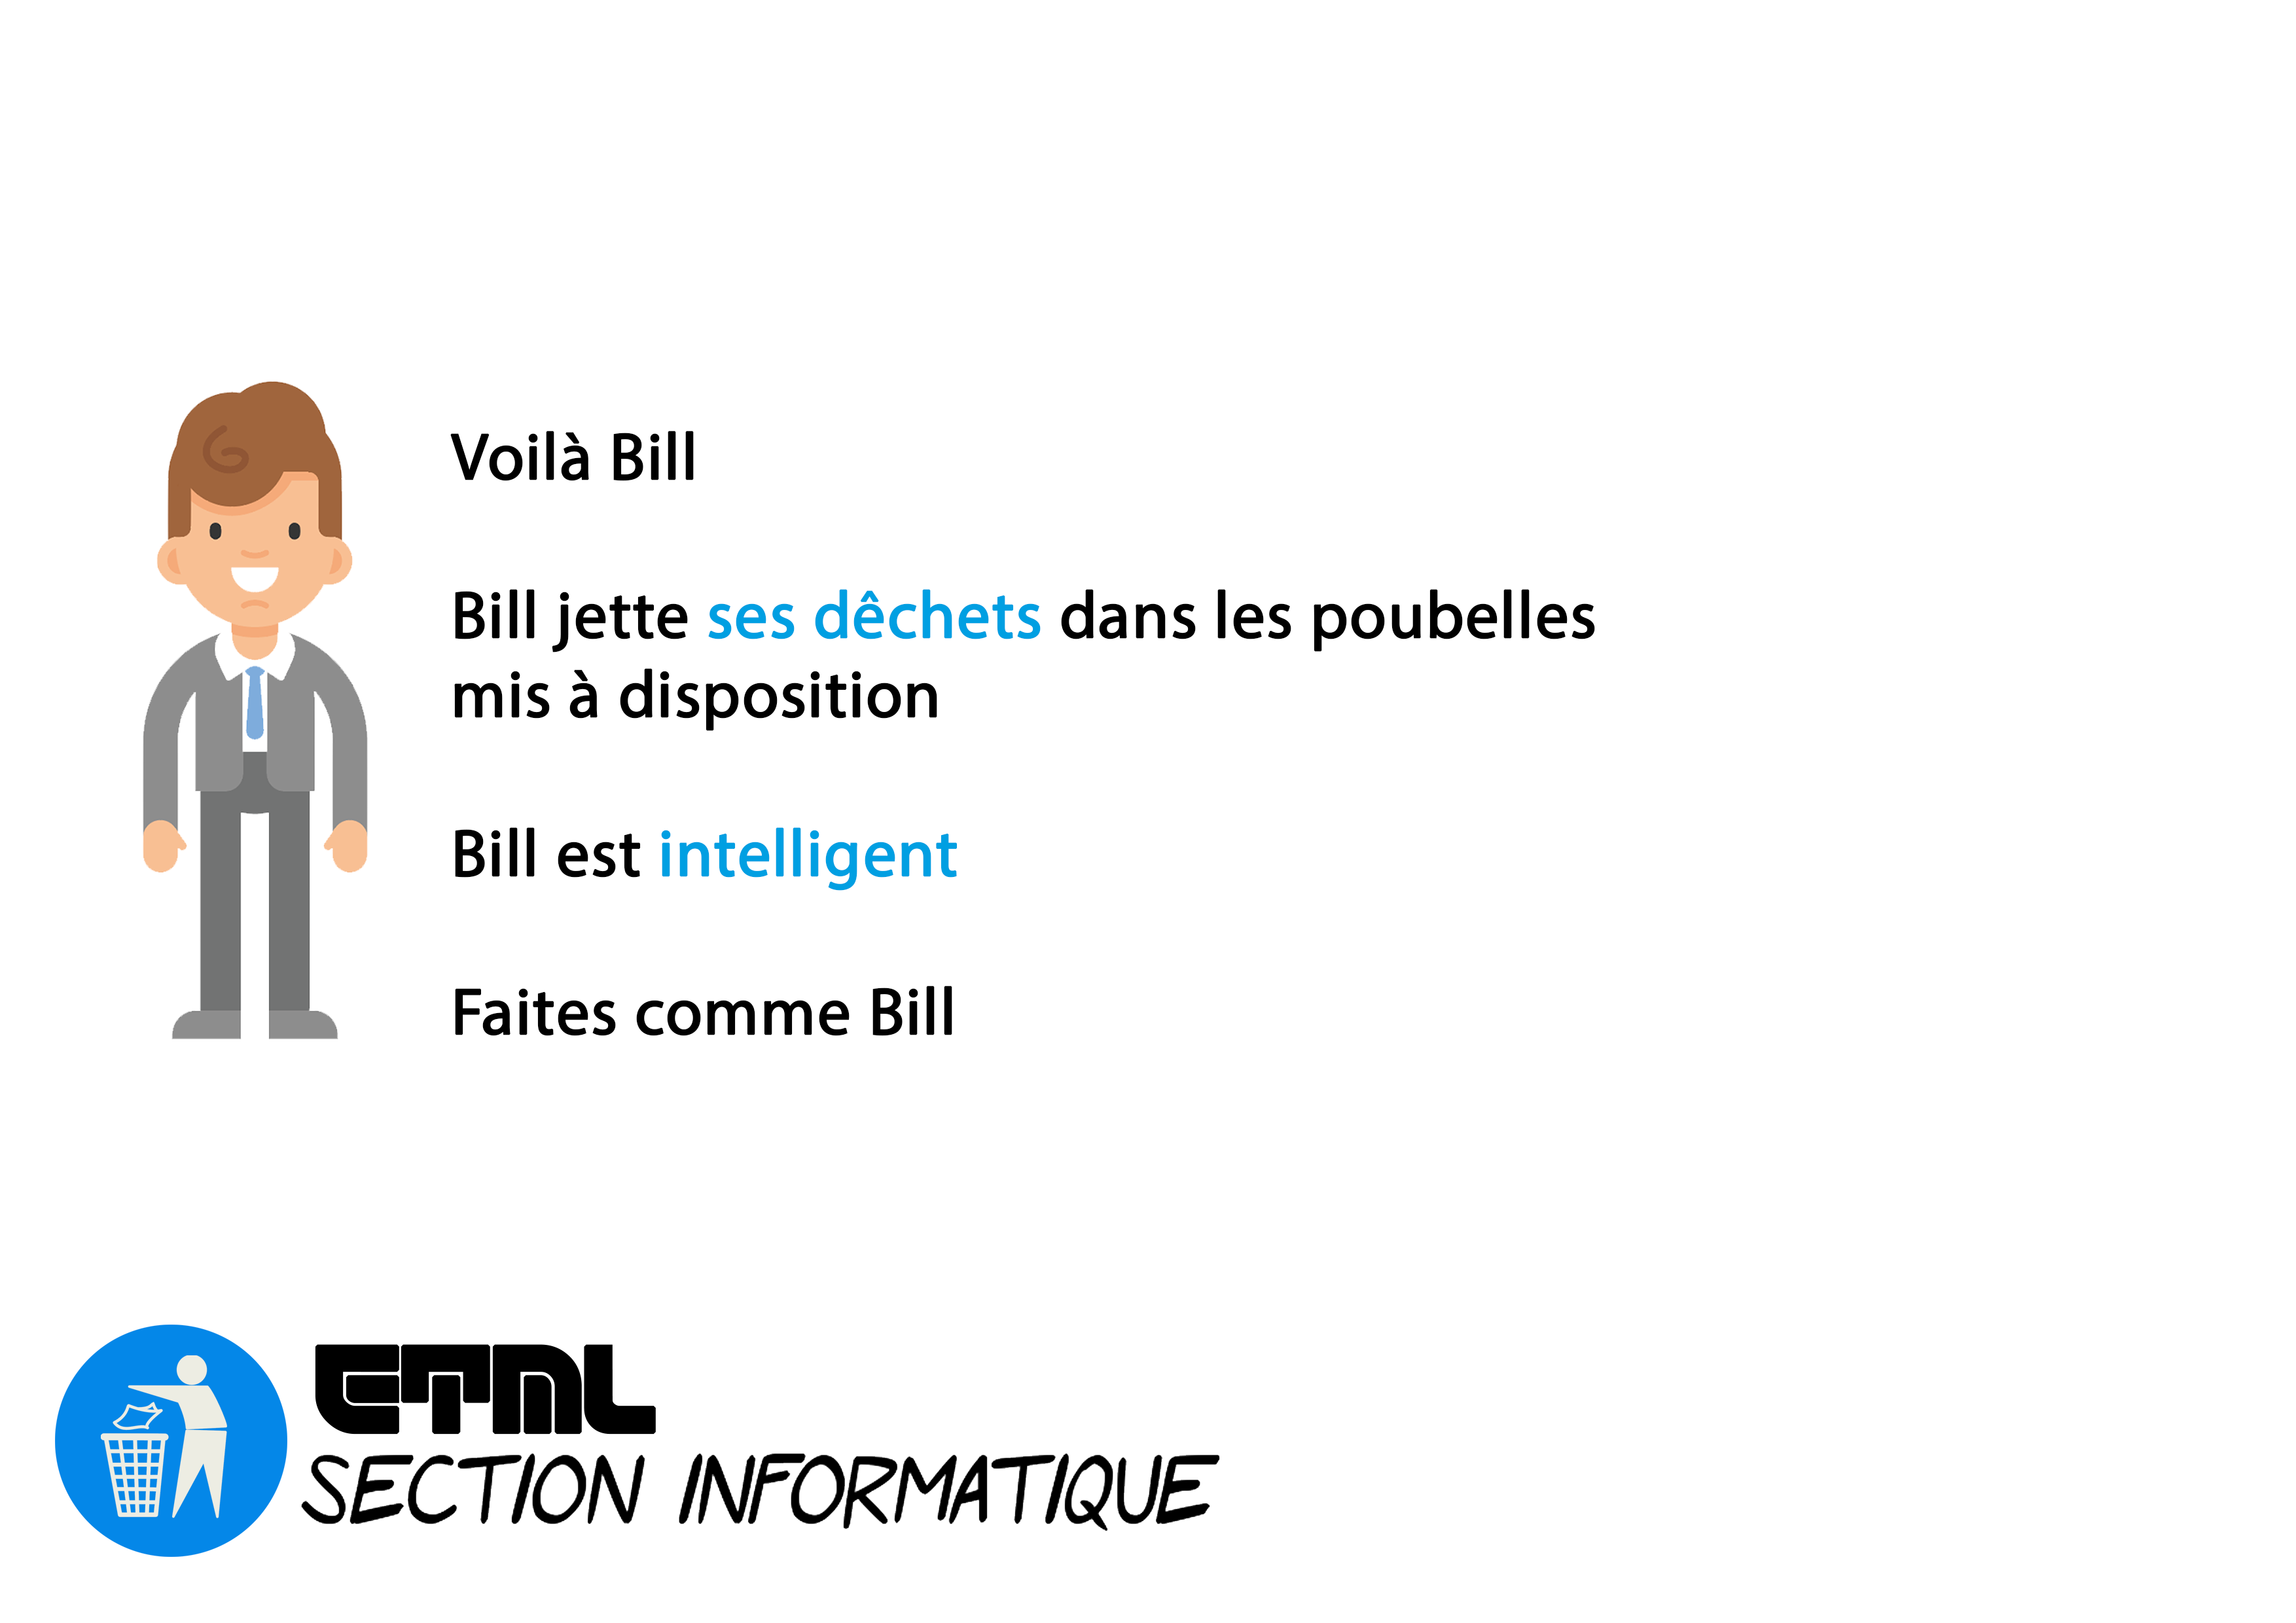 Voilà Bill
Bill jette ses dêchets dans les poubelles
mis à disposition
Bill est intelligent
Faites comme Bill
ETML
SECTION INFORMATIQUE